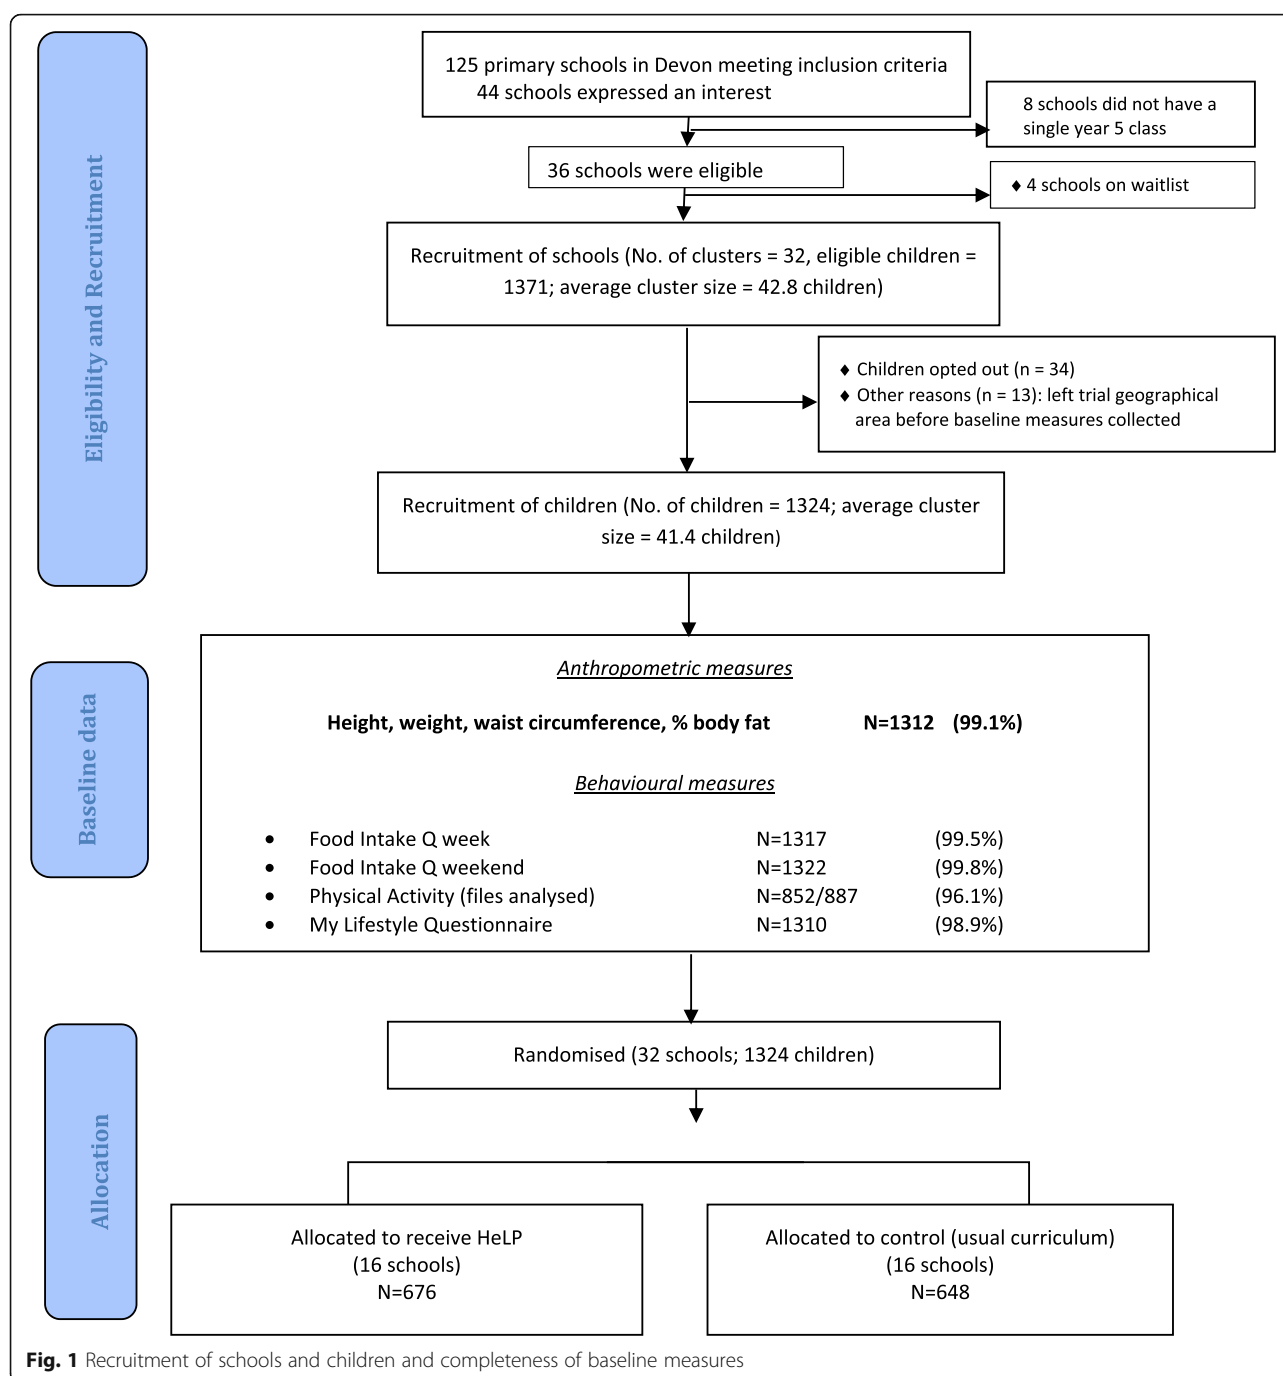 Eligibility and Recruitment
125 primary schools in Devon meeting inclusion criteria
44 schools expressed an interest
8 schools did not have a
single year 5 class
36 schools were eligible
♦ 4 schools on waitlist
Recruitment of schools (No. of clusters = 32, eligible children =
1371; average cluster size = 42.8 children)
♦ Children opted out (n = 34)
♦ Other reasons (n = 13): left trial geographical
area before baseline measures collected
Recruitment of children (No. of children = 1324; average cluster
size = 41.4 children)
Baseline data
Anthropometric measures
Height, weight, waist circumference, % body fat N=1312 (99.1%)
Behavioural measures
• Food Intake Q week N=1317 (99.5%)
• Food Intake Q weekend N=1322 (99.8%)
• Physical Activity (files analysed) N=852/887 (96.1%)
• My Lifestyle Questionnaire N=1310 (98.9%)
Allocation
Randomised (32 schools; 1324 children)
Allocated to receive HeLP
(16 schools)
N=676
Allocated to control (usual curriculum)
(16 schools)
N=648
Fig. 1 Recruitment of schools and children and completeness of baseline measures